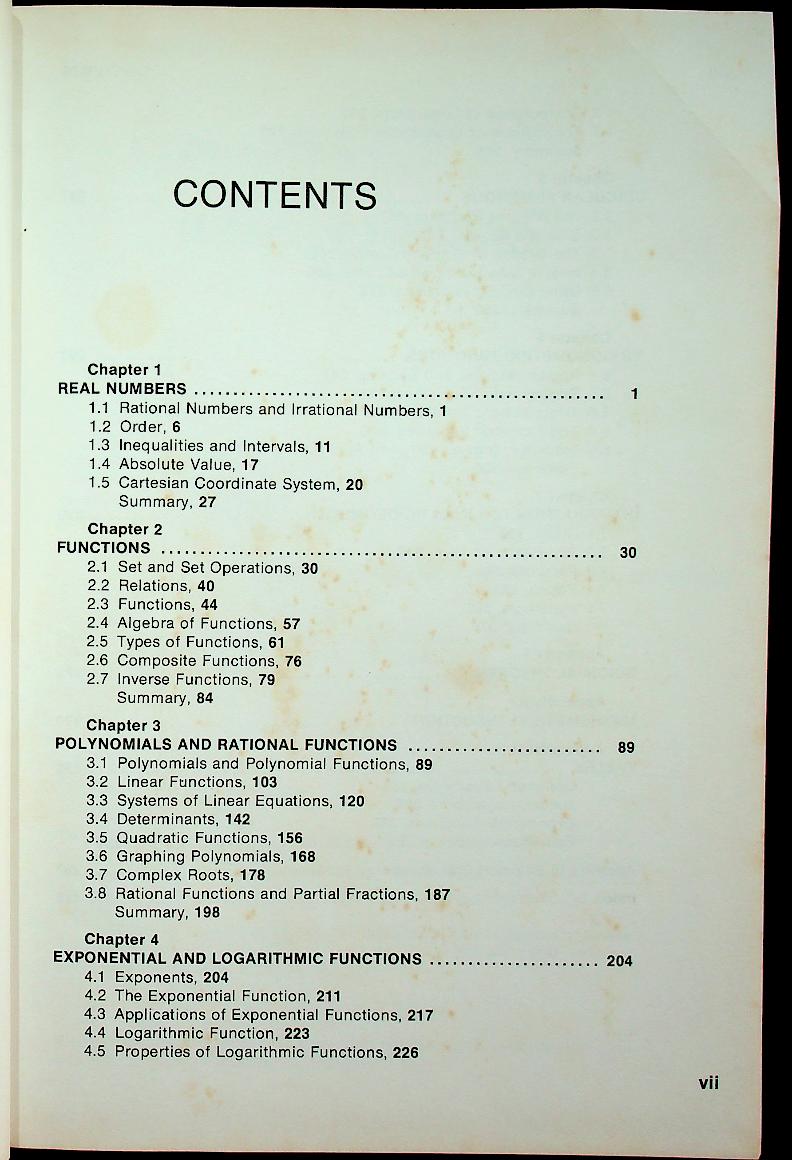 CONTENTS
Chapter 1
REAL NUMBERS ..................................................... 1
1.1 Rational Numbers and Irrational Numbers, 1
1.2 Order, 6
1.3 Inequalities and Intervals, 11
1.4 Absolute Value, 17
1.5 Cartesian Coordinate System, 20
Summary, 27
Chapter 2
FUNCTIONS ......................................................... 30
2.1 Set and Set Operations, 30
2.2 Relations, 40
2.3 Functions, 44
2.4 Algebra of Functions, 57
2.5 Types of Functions, 61
2.6 Composite Functions, 76
2.7 Inverse Functions, 79
Summary, 84
Chapter 3
POLYNOMIALS AND RATIONAL FUNCTIONS ......................... 89
3.1 Polynomials and Polynomial Functions, 89
3.2 Linear Functions, 103
3.3 Systems of Linear Equations, 120
3.4 Determinants, 142
3.5 Quadratic Functions, 156
3.6 Graphing Polynomials, 168
3.7 Complex Roots, 178
3.8 Rational Functions and Partial Fractions, 187
Summary, 198
Chapter 4
EXPONENTIAL AND LOGARITHMIC FUNCTIONS ...................... 204
4.1 Exponents, 204
4.2 The Exponential Function, 211
4.3 Applications of Exponential Functions, 217
4.4 Logarithmic Function, 223
4.5 Properties of Logarithmic Functions, 226
vii